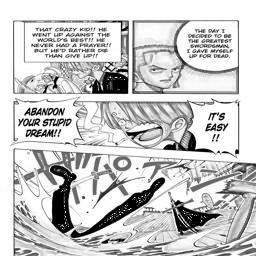 THE DAY I
DECIDED TO BE
THE GREATEST
SWORDSMAN,
I GAVE MYSELF
UP FOR DEAD.
THAT CRAZY KID!! HE
WENT UP AGAINST THE
WORLD'S BEST!! HE
NEVER HAD A PRAYER!!
BUT HE'D RATHER DIE
THAN GIVE UP!!
IT'S
EASY
!!
ABANDON
YOUR STUPID
DREAM!!